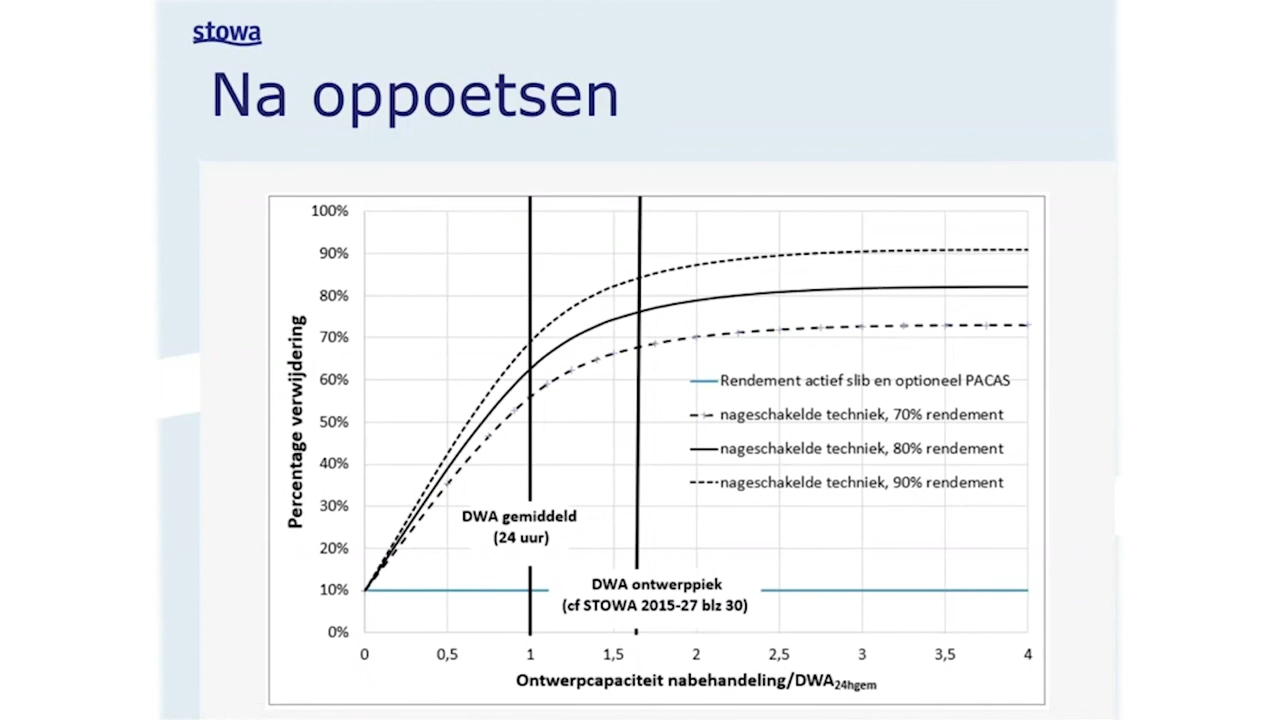 stowa
Na oppoetsen
100%
90%
80%
70%
60%
50%
40%
30%
20%
10%
0%
Percentage verwijdering
Rendement actief slib en optioneel PACAS
nageschakelde techniek, 70% rendement
nageschakelde techniek, 80% rendement
nageschakelde techniek, 90% rendement
DWA gemiddeld
(24 uur)
DWA ontwerppiek
(cf STOWA 2015-27 blz 30)
0 0,5 1 1,5 2 2,5 3 3,5 4
Ontwerpcapaciteit nabehandeling/DWA24hgem